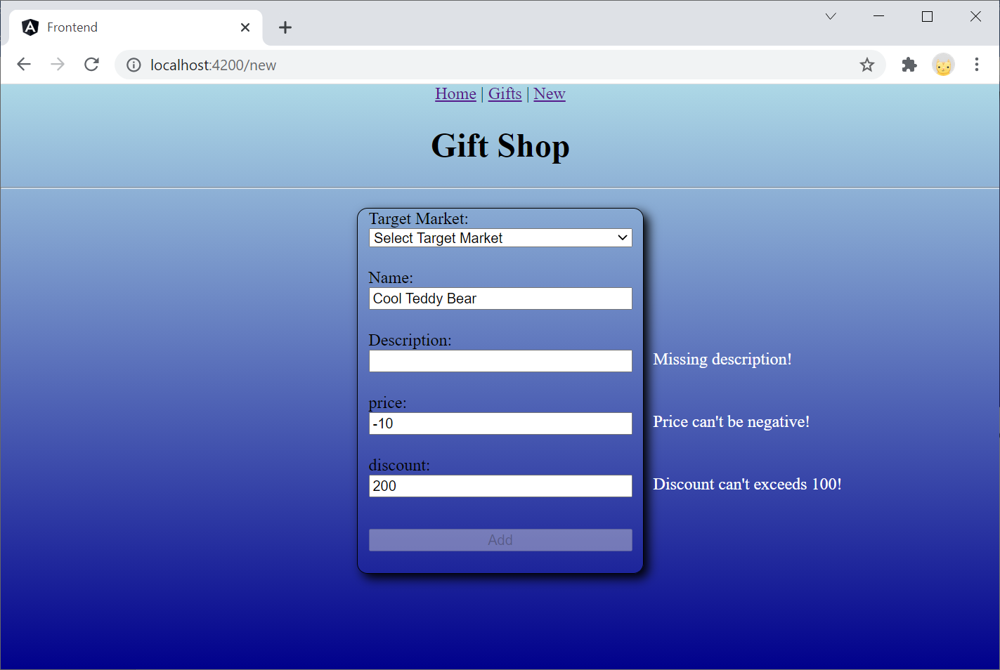 Frontend
localhost:4200/new
Home | Gifts | New
Gift Shop
Target Market:
Select Target Market
Name:
Cool Teddy Bear
Description:
Missing description!
price:
-10
Price can't be negative!
discount:
200
Discount can't exceeds 100!
Add